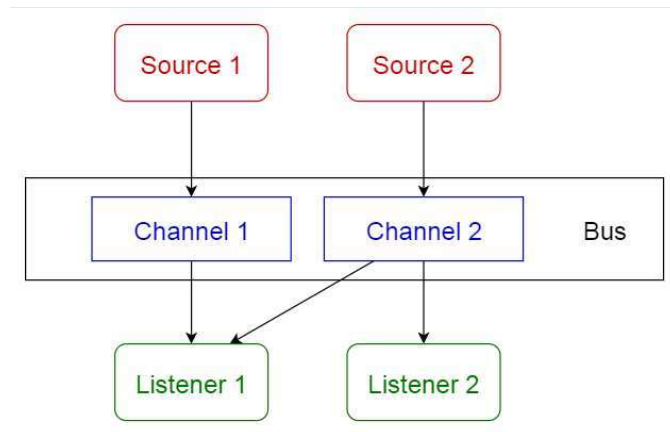 Source 1
Source 2
Channel 1
Channel 2
Bus
Listener 1
Listener 2